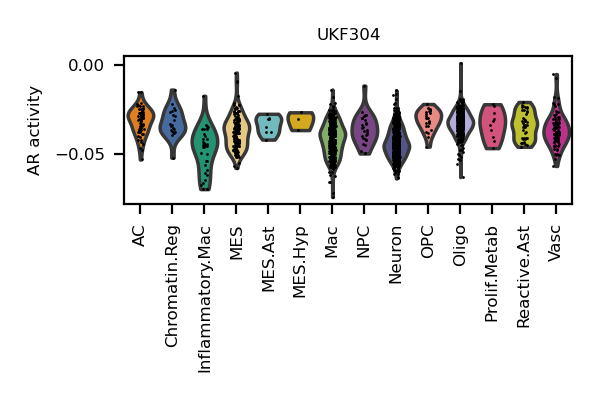 UKF304
AR activity
0.00
−0.05
AC
Chromatin.Reg
Inflammatory.Mac
MES
MES.Ast
MES.Hyp
Mac
NPC
Neuron
OPC
Oligo
Prolif.Metab
Reactive.Ast
Vasc